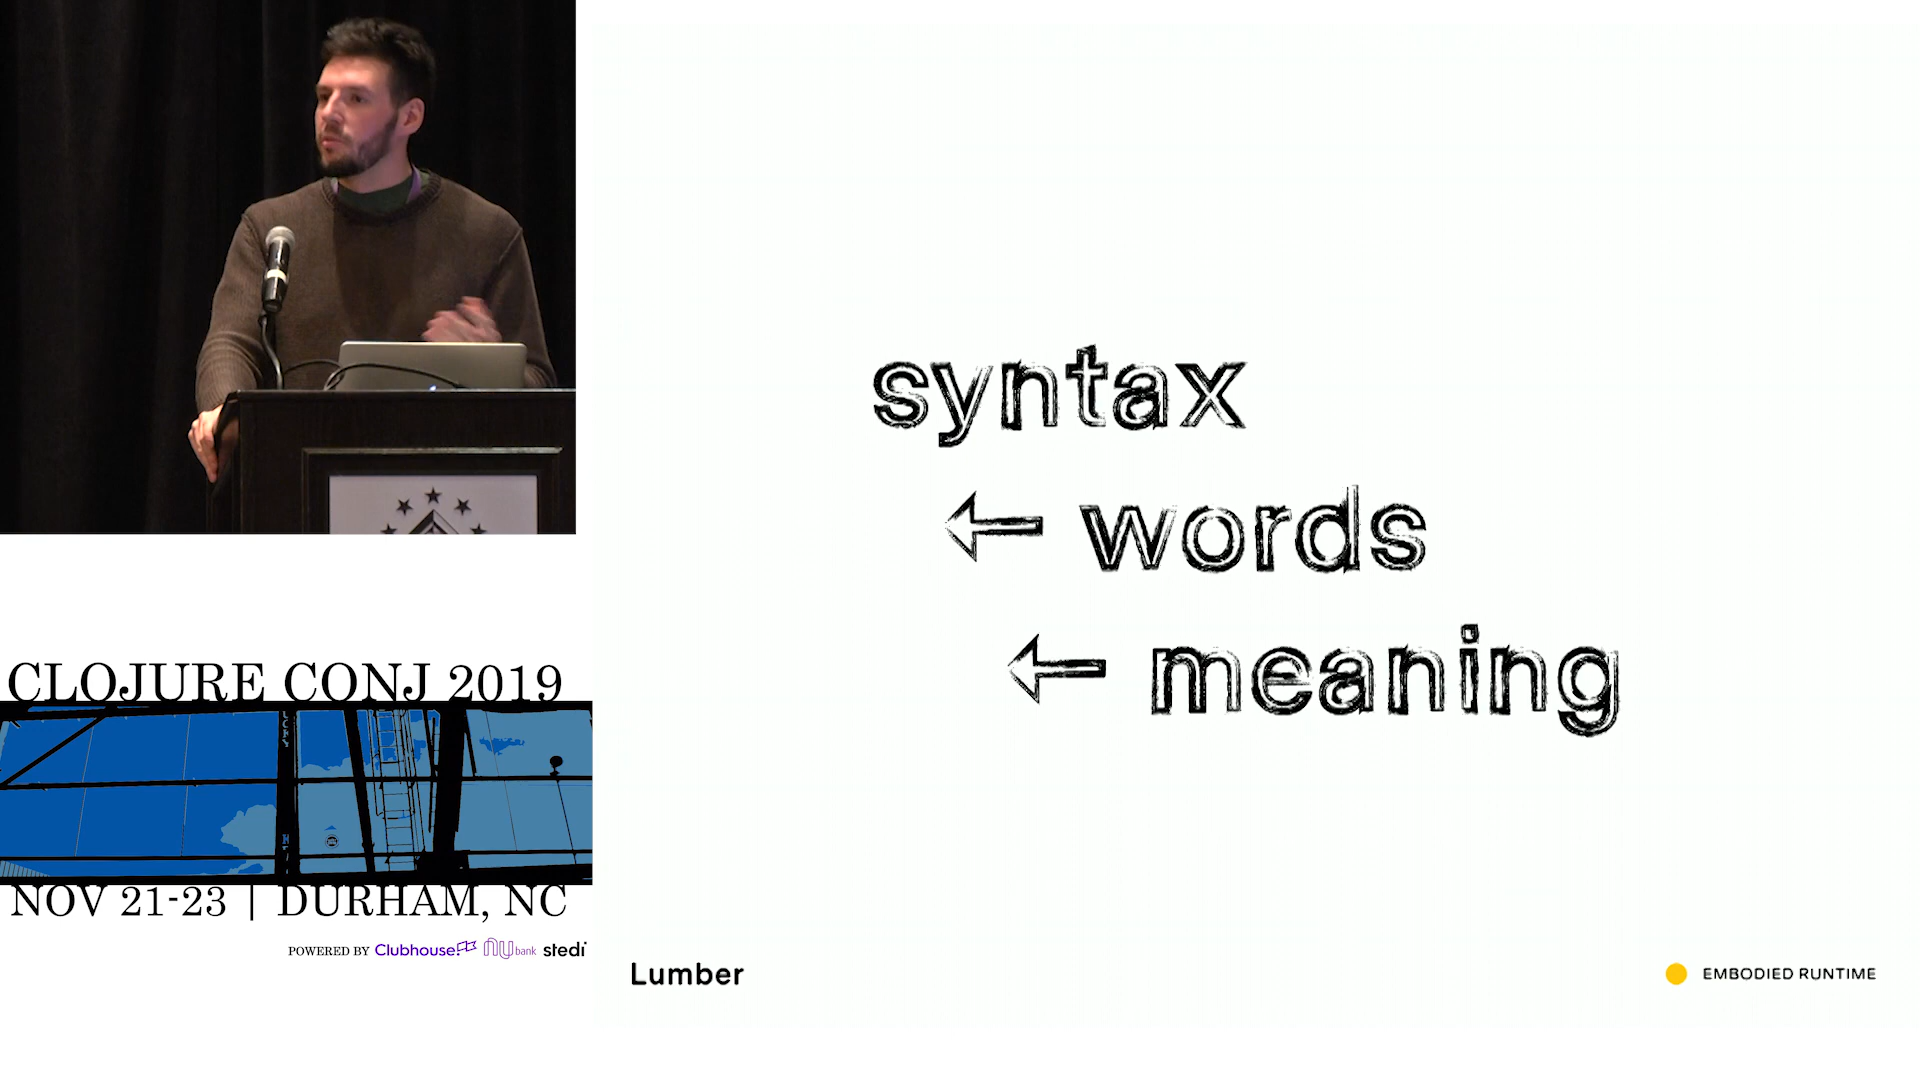 syntax
← words
← meaning
CLOJURE CONJ 2019
NOV 21-23 | DURHAM, NC
POWERED BY Clubhouse nu bank stedi
Lumber
EMBODIED RUNTIME